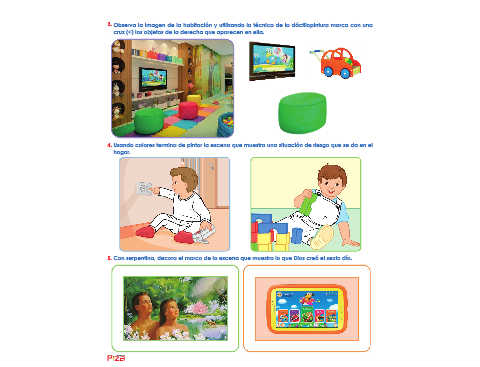 3. Observa la imagen de la habitación y utilizando la técnica de la dáctilopintura marca con una
cruz (+) los objetos de la derecha que aparecen en ella.
4. Usando colores termina de pintar la escena que muestra una situación de riesgo que se da en el
hogar.
5. Con serpentina, decora el marco de la escena que muestra lo que Dios creó el sexto día.